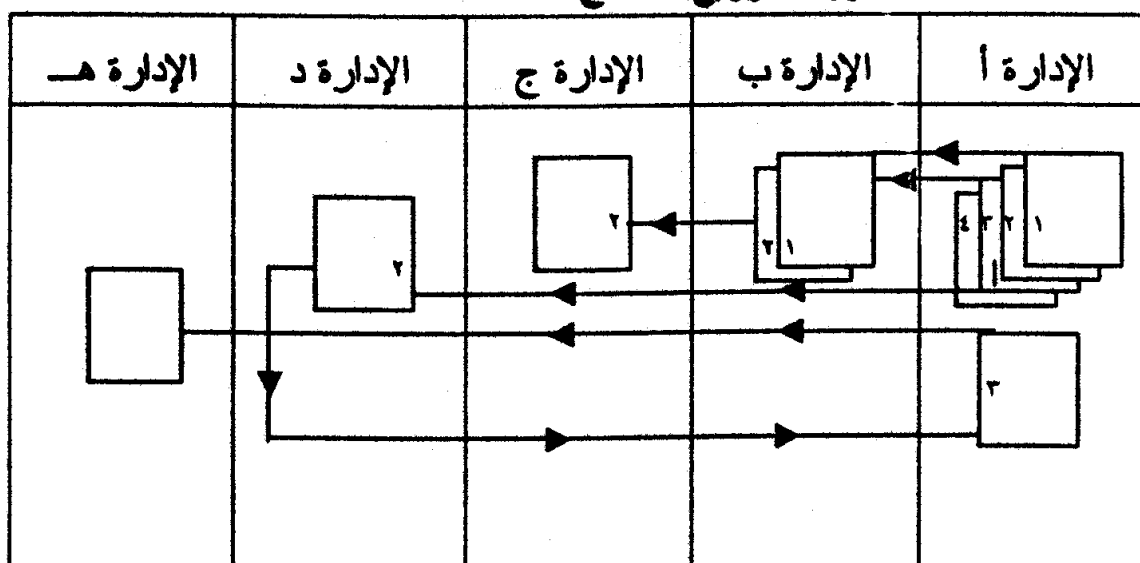 الإدارة أ الإدارة ب الإدارة ج الإدارة د الإدارة هـ
١ ٢ ٣ ٤
١ ٢
٢
٢
٣